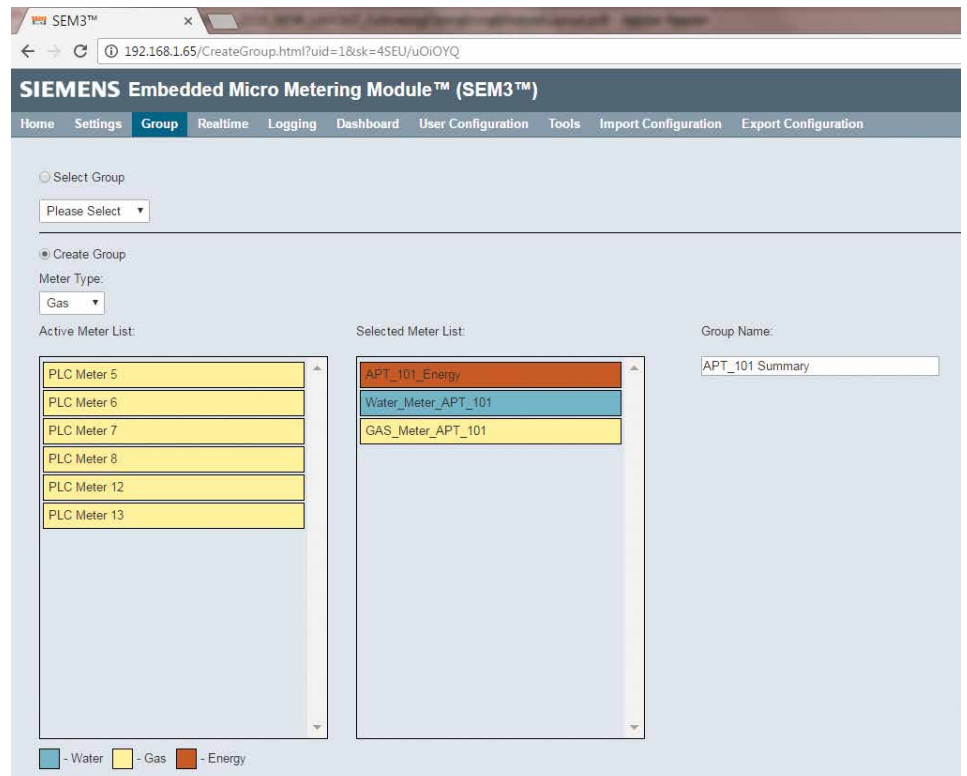 SEM3™
192.168.1.65/CreateGroup.html?uid=1&sk=4SEU/uOiOYQ
SIEMENS Embedded Micro Metering Module™ (SEM3™)
Home Settings Group Realtime Logging Dashboard User Configuration Tools Import Configuration Export Configuration
Select Group
Please Select
Create Group
Meter Type:
Gas
Active Meter List:
PLC Meter 5
PLC Meter 6
PLC Meter 7
PLC Meter 8
PLC Meter 12
PLC Meter 13
Selected Meter List:
APT_101_Energy
Water_Meter_APT_101
GAS_Meter_APT_101
Group Name:
APT_101 Summary
- Water - Gas - Energy